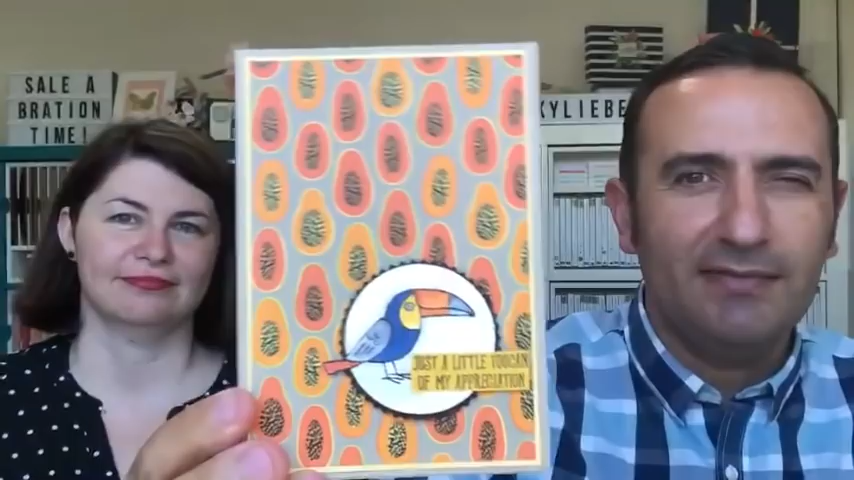 SALE A
BRATION
TIME!
KYLIEBE
JUST A LITTLE TOUCAN
OF MY APPRECIATION